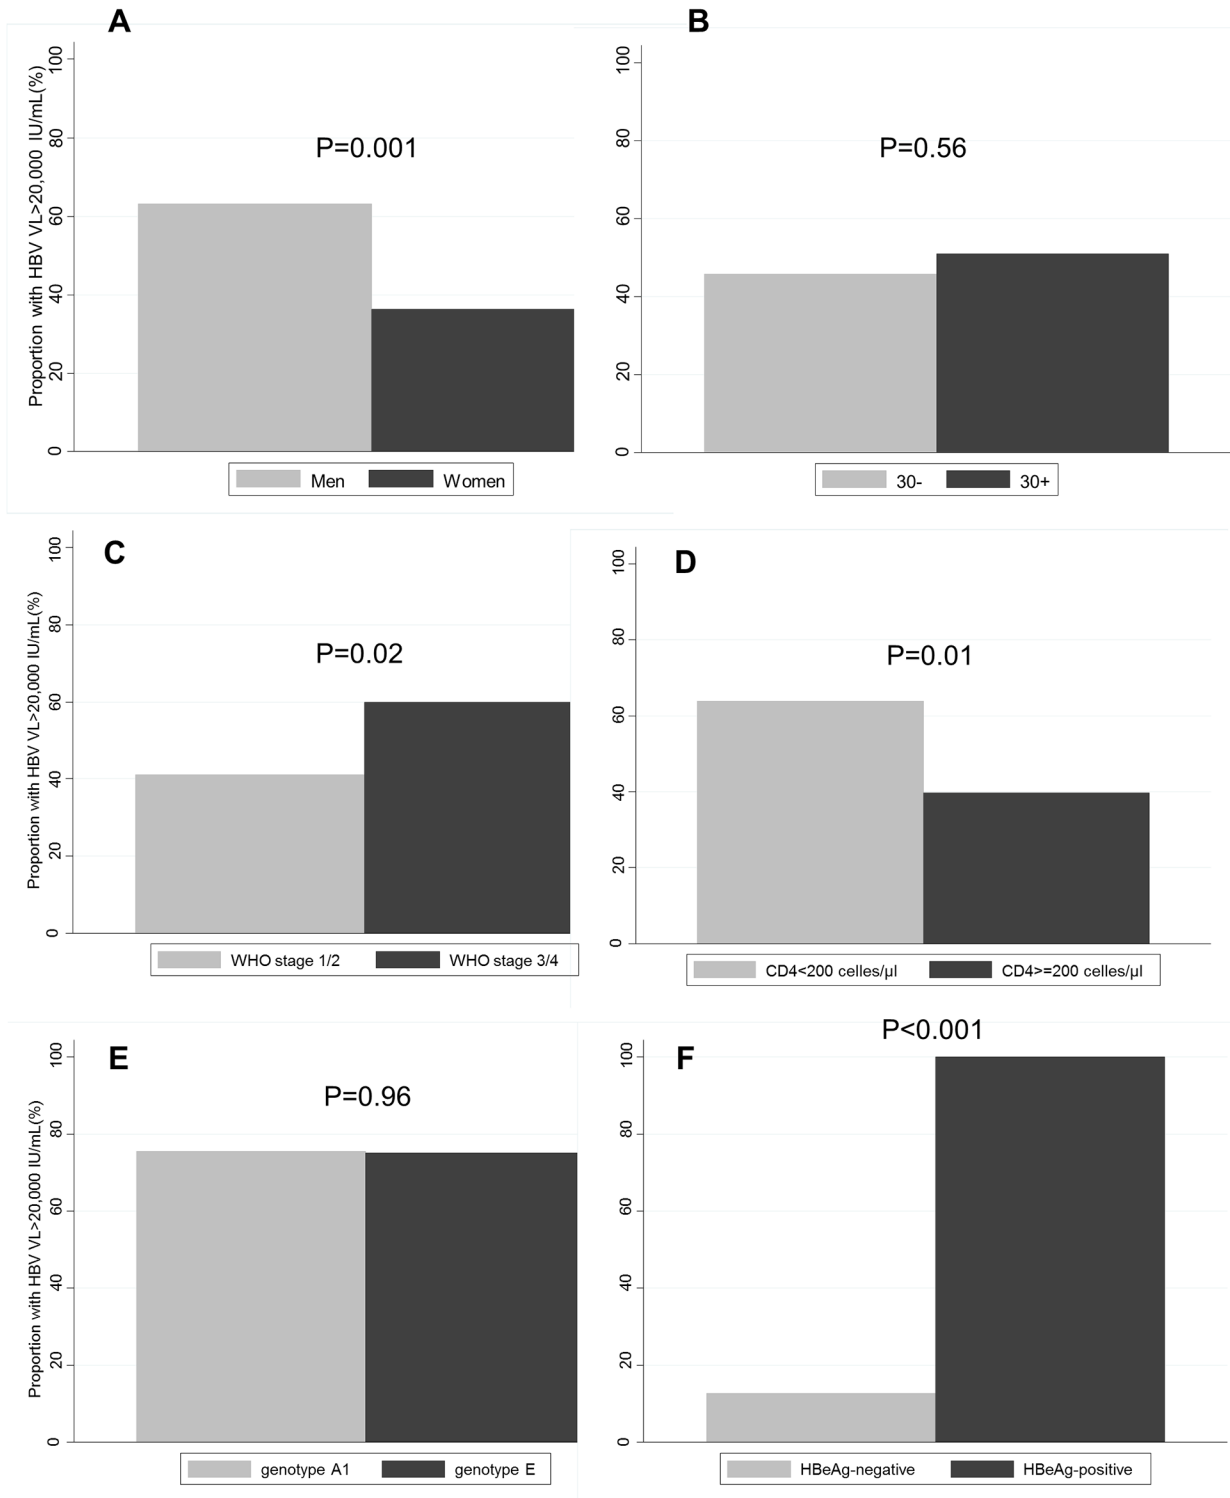 A
Proportion with HBV VL>20,000 IU/mL(%)
100
80
60
40
20
0
P=0.001
Men
Women
B
100
80
60
40
20
0
P=0.56
30-
30+
C
Proportion with HBV VL>20,000 IU/mL(%)
100
80
60
40
20
0
P=0.02
WHO stage 1/2
WHO stage 3/4
D
100
80
60
40
20
0
P=0.01
CD4<200 celles/µl
CD4>=200 celles/µl
E
Proportion with HBV VL>20,000 IU/mL(%)
100
80
60
40
20
0
P=0.96
genotype A1
genotype E
F
P<0.001
100
80
60
40
20
0
HBeAg-negative
HBeAg-positive